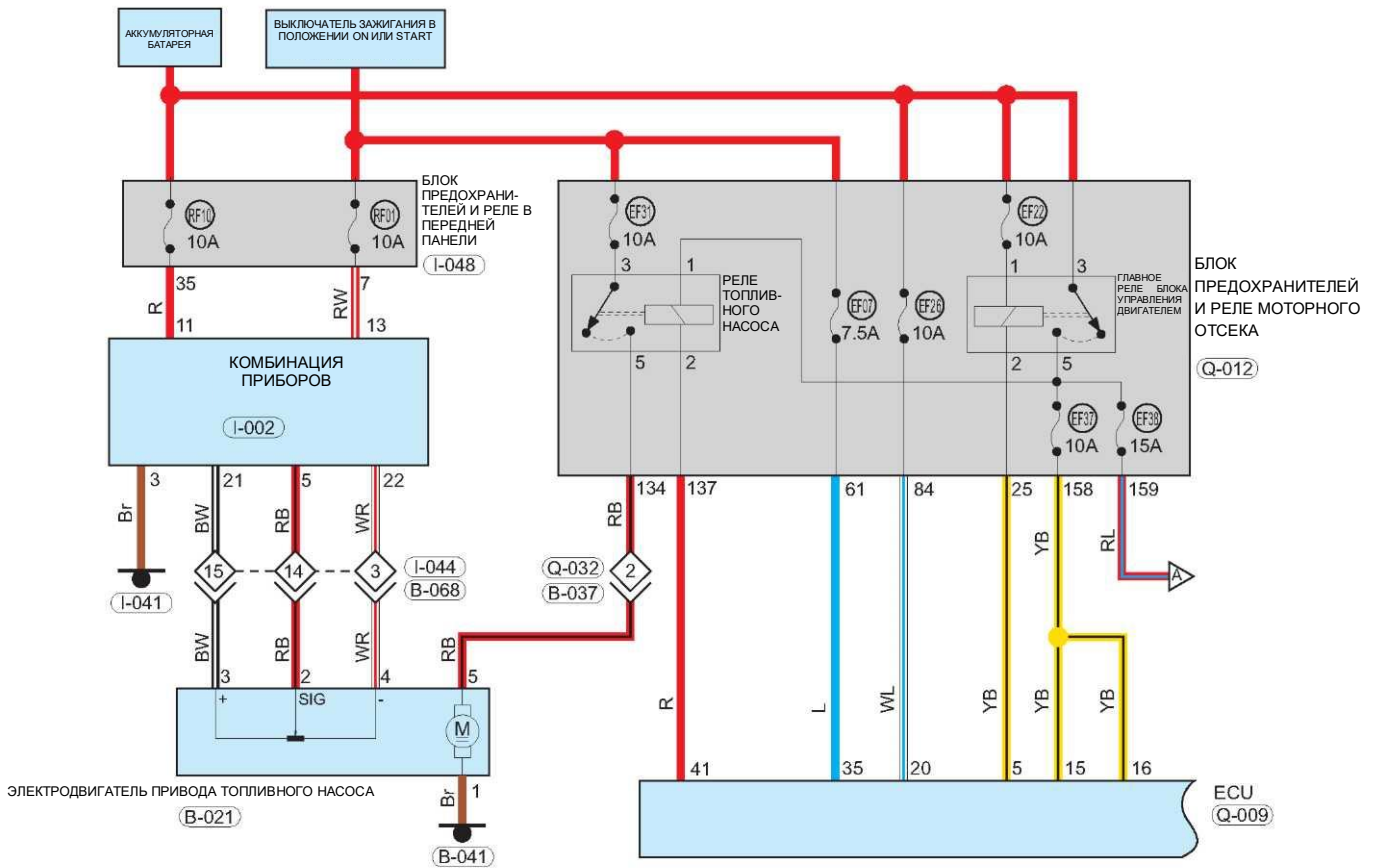 АККУМУЛЯТОРНАЯ
БАТАРЕЯ
ВЫКЛЮЧАТЕЛЬ ЗАЖИГАНИЯ В
ПОЛОЖЕНИИ ON ИЛИ START
RF10
10A
RF01
10A
БЛОК
ПРЕДОХРАНИ-
ТЕЛЕЙ И РЕЛЕ В
ПЕРЕДНЕЙ
ПАНЕЛИ
I-048
35
7
R
RW
11
13
КОМБИНАЦИЯ
ПРИБОРОВ
I-002
3
21
5
22
Br
BW
RB
WR
15
14
3
I-044
B-068
I-041
BW
RB
WR
3
2
4
+
SIG
-
RB
5
M
ЭЛЕКТРОДВИГАТЕЛЬ ПРИВОДА ТОПЛИВНОГО НАСОСА
B-021
Br
1
B-041
EF31
10A
3
1
РЕЛЕ
ТОПЛИВ-
НОГО
НАСОСА
5
2
EF07
7.5A
EF26
10A
EF22
10A
1
3
ГЛАВНОЕ
РЕЛЕ БЛОКА
УПРАВЛЕНИЯ
ДВИГАТЕЛЕМ
2
5
EF37
10A
EF38
15A
БЛОК
ПРЕДОХРАНИТЕЛЕЙ
И РЕЛЕ МОТОРНОГО
ОТСЕКА
Q-012
134
137
61
84
25
158
159
RB
YB
RL
Q-032
B-037
2
A
R
L
WL
YB
YB
YB
41
35
20
5
15
16
ECU
Q-009